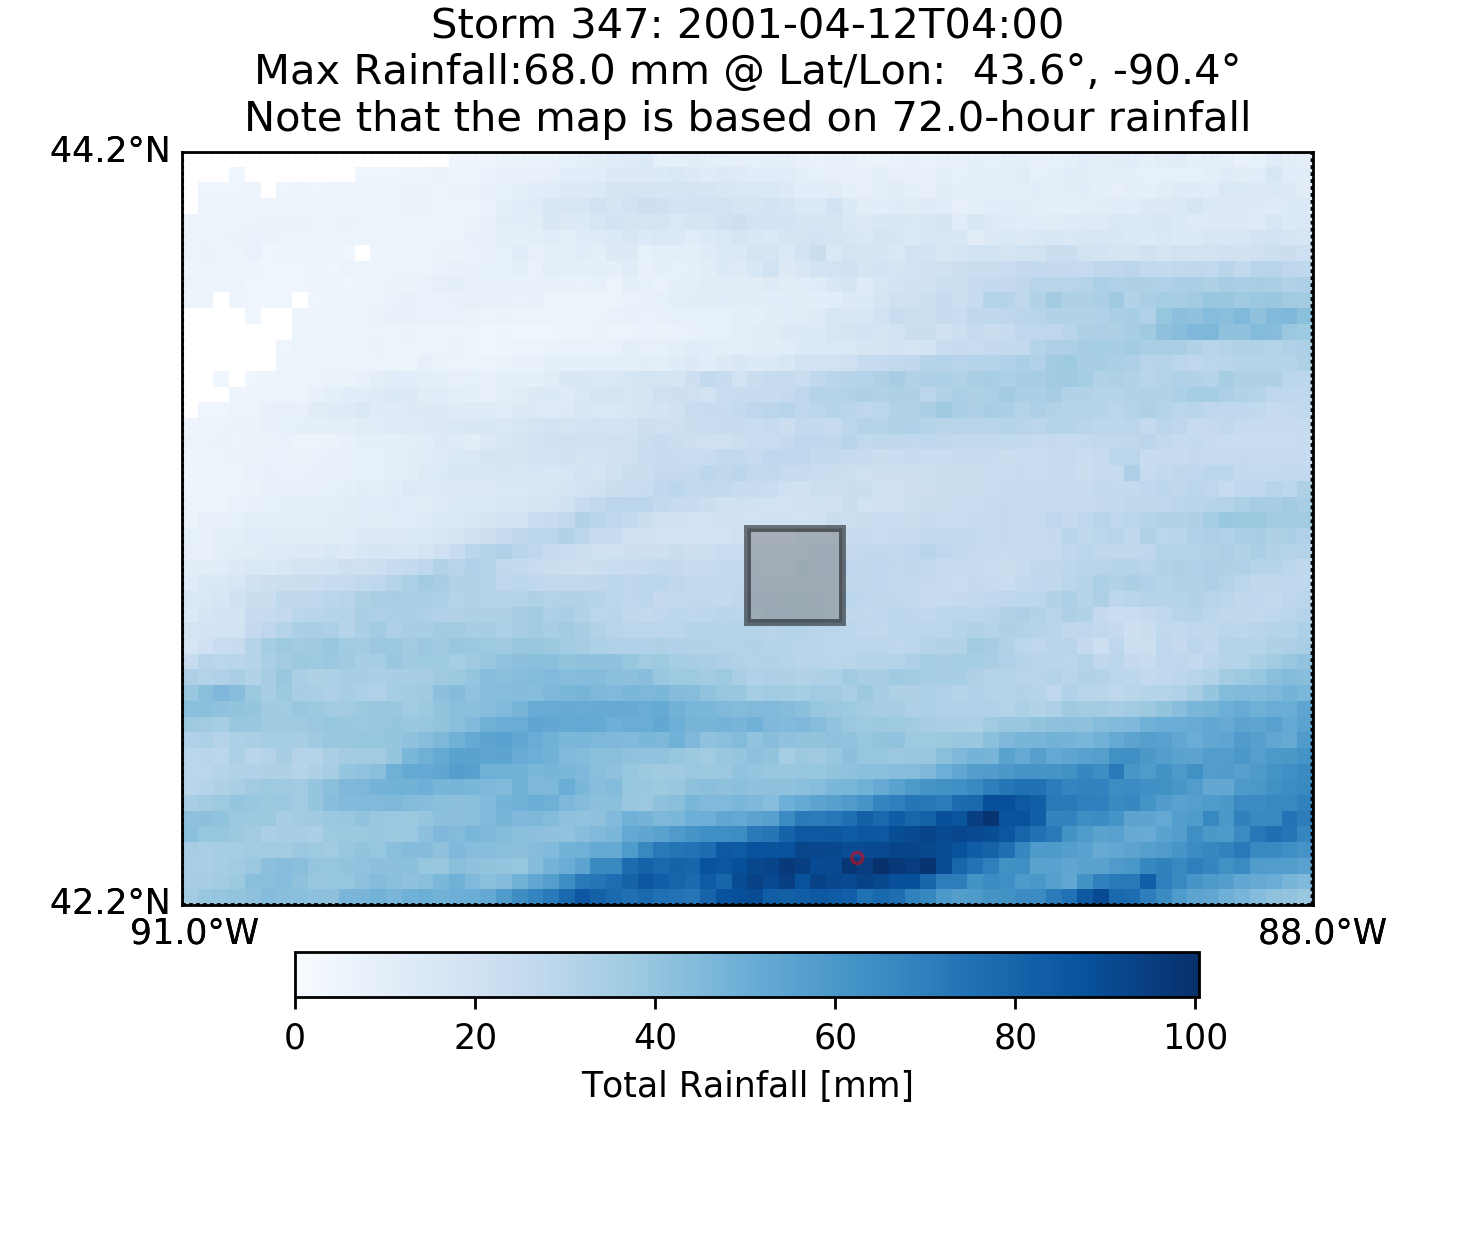 Storm 347: 2001-04-12T04:00
Max Rainfall:68.0 mm @ Lat/Lon:  43.6°, -90.4°
Note that the map is based on 72.0-hour rainfall
44.2°N
42.2°N
91.0°W 88.0°W
0 20 40 60 80 100
Total Rainfall [mm]